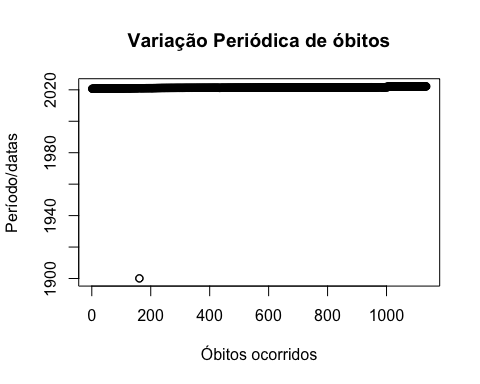 Variação Periódica de óbitos
Período/datas
2020
1980
1940
1900
0 200 400 600 800 1000
Óbitos ocorridos